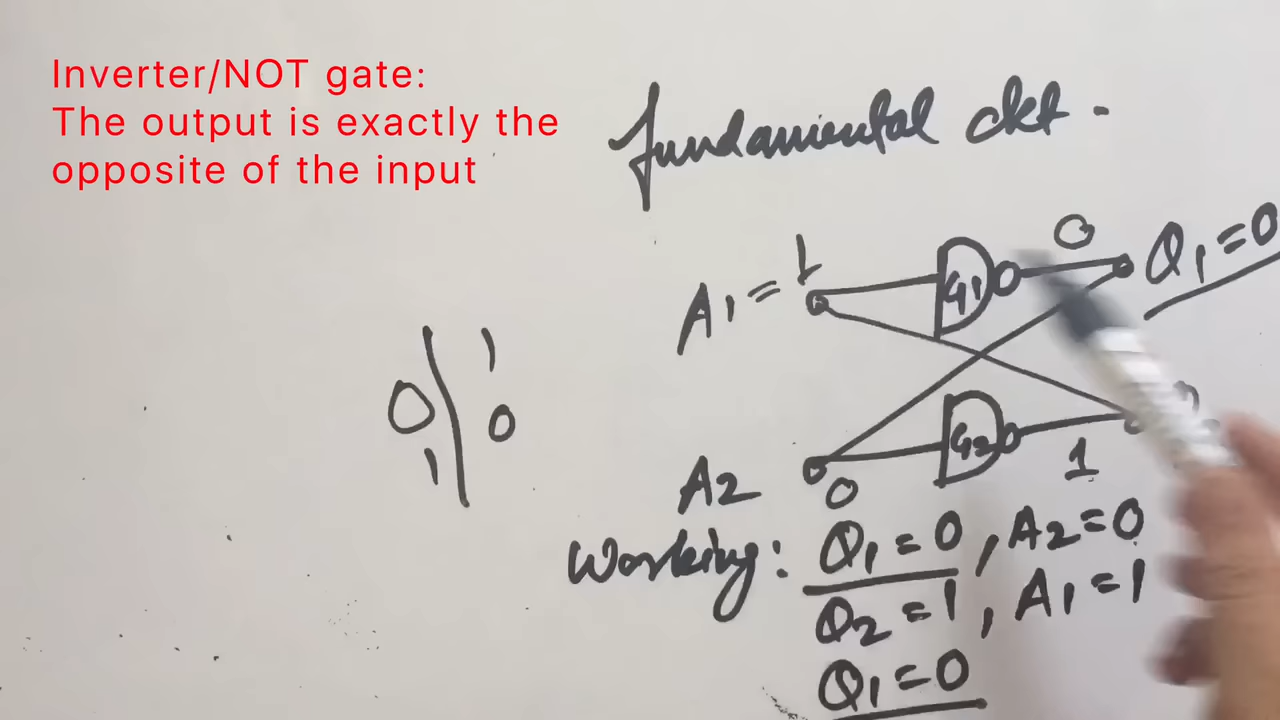 Inverter/NOT gate:
The output is exactly the
opposite of the input
fundamental ckt.
A1 = 1
G1
0
Q1 = 0
0 | 1
1 | 0
A2
0
G2
1
Working: Q1 = 0, A2 = 0
Q2 = 1, A1 = 1
Q1 = 0